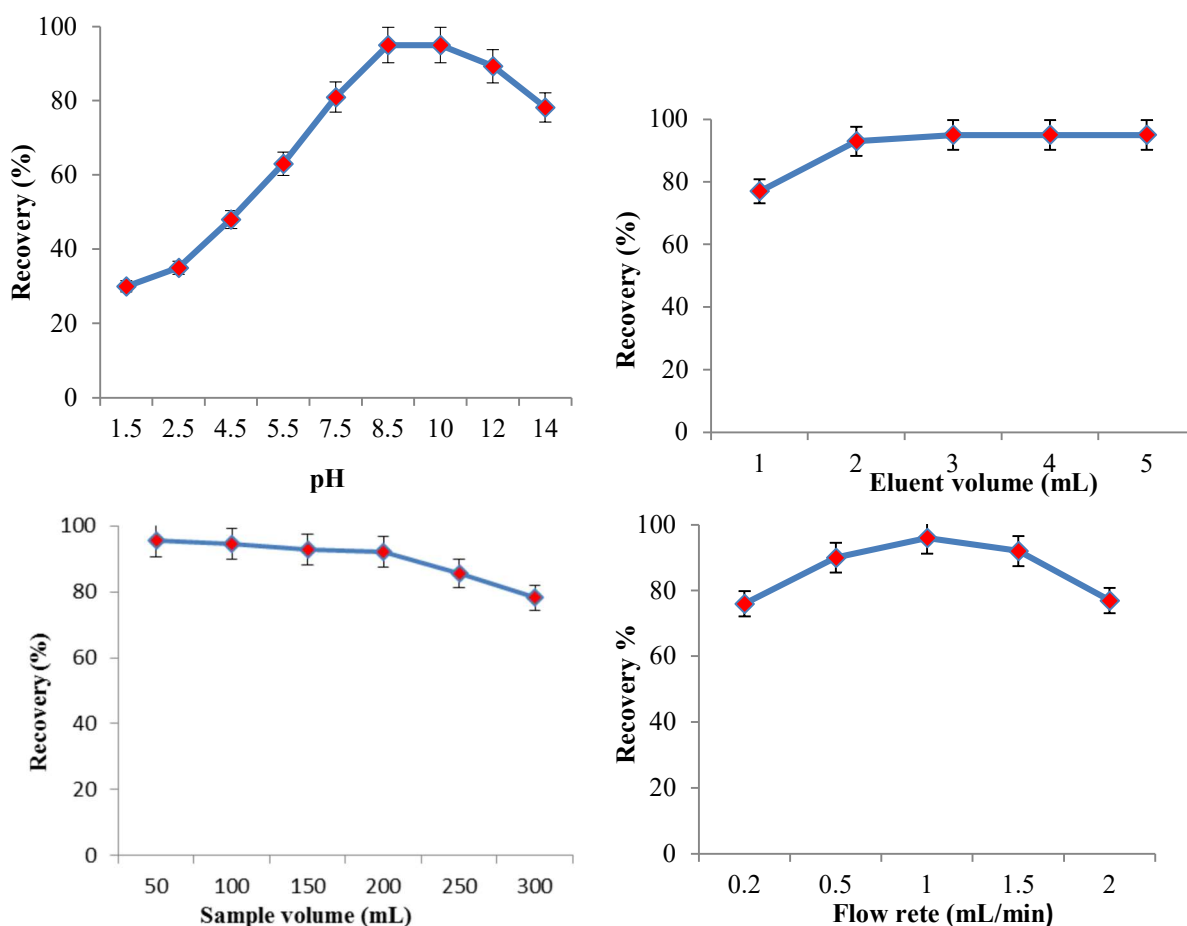 100
80
60
40
20
0
Recovery (%)
1.5 2.5 4.5 5.5 7.5 8.5 10 12 14
pH
100
80
60
40
20
0
Recovery (%)
1 2 3 4 5
Eluent volume (mL)
100
80
60
40
20
0
Recovery (%)
50 100 150 200 250 300
Sample volume (mL)
100
80
60
40
20
0
Recovery %
0.2 0.5 1 1.5 2
Flow rete (mL/min)